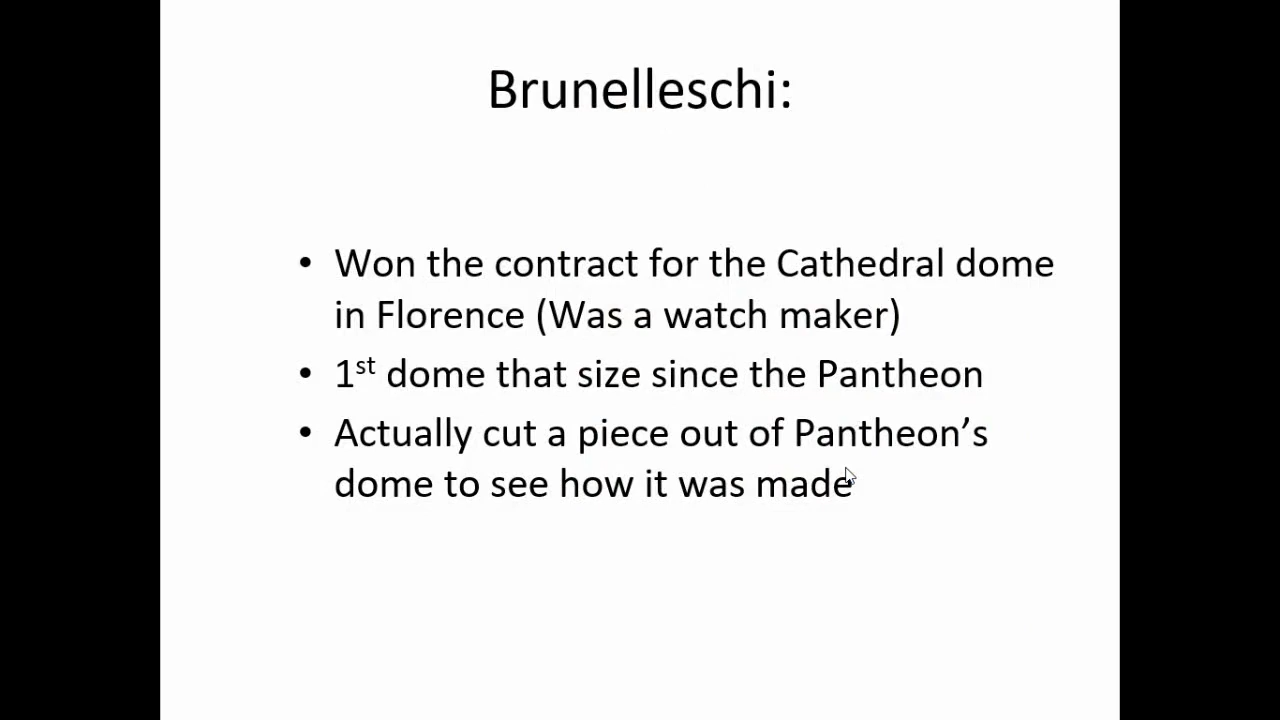 Brunelleschi:
• Won the contract for the Cathedral dome
in Florence (Was a watch maker)
• 1st dome that size since the Pantheon
• Actually cut a piece out of Pantheon’s
dome to see how it was made